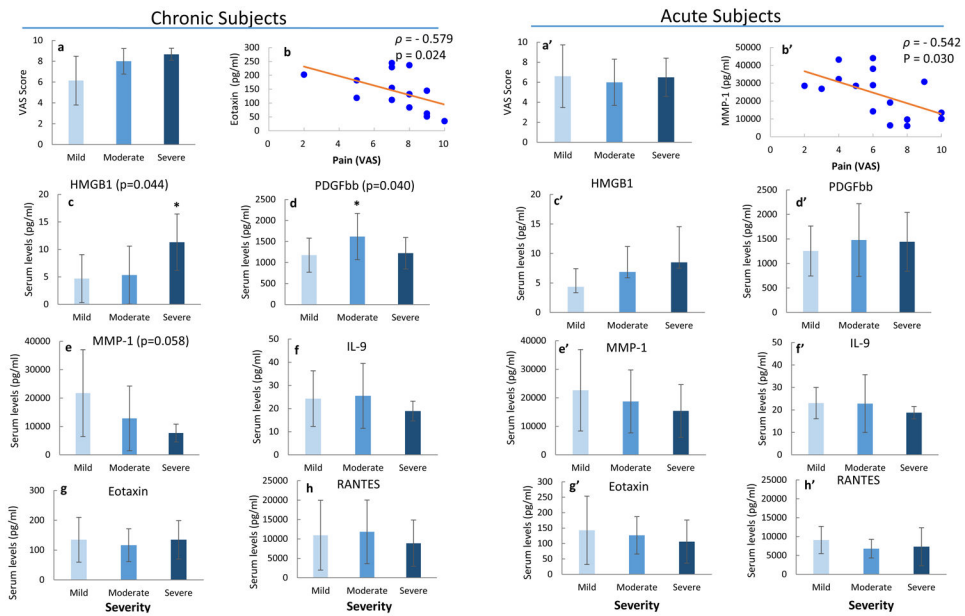 Chronic Subjects
Acute Subjects
a
VAS Score
10
8
6
4
2
0
Mild Moderate Severe
b
ρ = - 0.579
p = 0.024
Eotaxin (pg/ml)
300
250
200
150
100
50
0
0 2 4 6 8 10
Pain (VAS)
a’
VAS Score
10
8
6
4
2
0
Mild Moderate Severe
b’
ρ = - 0.542
P = 0.030
MMP-1 (pg/ml)
50000
40000
30000
20000
10000
0
0 2 4 6 8 10
Pain (VAS)
HMGB1 (p=0.044)
c
*
Serum levels (pg/ml)
20
15
10
5
0
Mild Moderate Severe
PDGFbb (p=0.040)
d
*
Serum levels (pg/ml)
2500
2000
1500
1000
500
0
Mild Moderate Severe
HMGB1
c’
Serum levels (pg/ml)
20
15
10
5
0
Mild Moderate Severe
PDGFbb
d’
Serum levels (pg/ml)
2500
2000
1500
1000
500
0
Mild Moderate Severe
e MMP-1 (p=0.058)
Serum levels (pg/ml)
40000
30000
20000
10000
0
Mild Moderate Severe
f IL-9
Serum levels (pg/ml)
60
40
20
0
Mild Moderate Severe
e’ MMP-1
Serum levels (pg/ml)
40000
30000
20000
10000
0
Mild Moderate Severe
f’ IL-9
Serum levels (pg/ml)
50
40
30
20
10
0
Mild Moderate Severe
g Eotaxin
Serum levels (pg/ml)
300
200
100
0
Mild Moderate Severe
Severity
h RANTES
Serum levels (pg/ml)
25000
20000
15000
10000
5000
0
Mild Moderate Severe
Severity
g’ Eotaxin
Serum levels (pg/ml)
300
250
200
150
100
50
0
Mild Moderate Severe
Severity
h’ RANTES
Serum levels (pg/ml)
20000
15000
10000
5000
0
Mild Moderate Severe
Severity